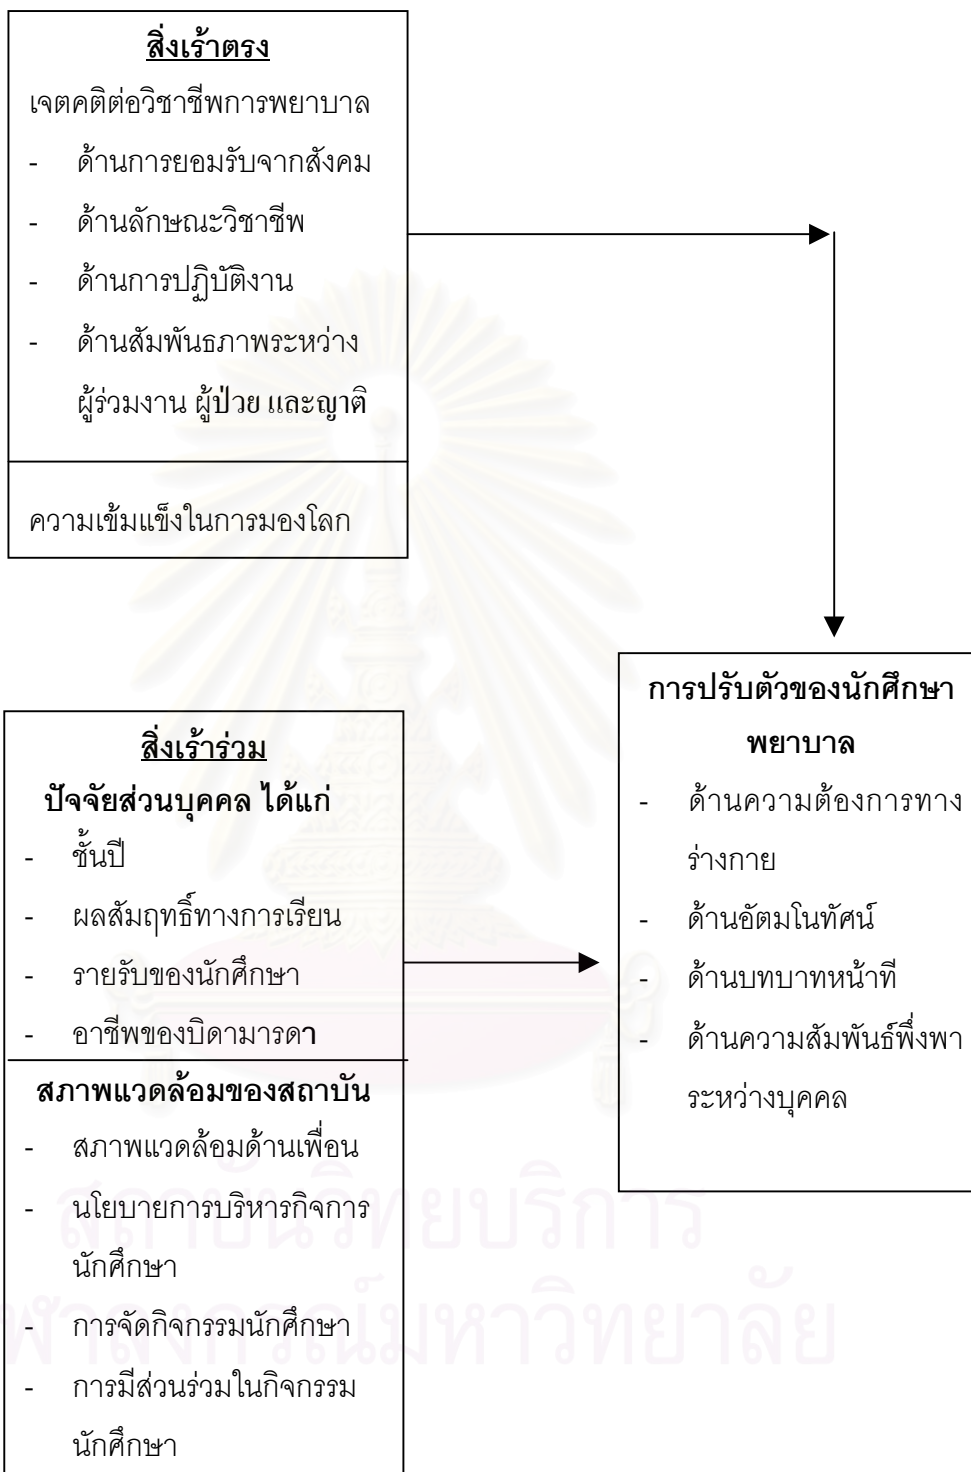 สิ่งเร้าตรง
เจตคติต่อวิชาชีพการพยาบาล
- ด้านการยอมรับจากสังคม
- ด้านลักษณะวิชาชีพ
- ด้านการปฏิบัติงาน
- ด้านสัมพันธภาพระหว่าง
ผู้ร่วมงาน ผู้ป่วย และญาติ
ความเข้มแข็งในการมองโลก
สิ่งเร้าร่วม
ปัจจัยส่วนบุคคล ได้แก่
- ชั้นปี
- ผลสัมฤทธิ์ทางการเรียน
- รายรับของนักศึกษา
- อาชีพของบิดามารดา
สภาพแวดล้อมของสถาบัน
- สภาพแวดล้อมด้านเพื่อน
- นโยบายการบริหารกิจการ
นักศึกษา
- การจัดกิจกรรมนักศึกษา
- การมีส่วนร่วมในกิจกรรม
นักศึกษา
การปรับตัวของนักศึกษา
พยาบาล
- ด้านความต้องการทาง
ร่างกาย
- ด้านอัตมโนทัศน์
- ด้านบทบาทหน้าที่
- ด้านความสัมพันธ์พึ่งพา
ระหว่างบุคคล
สถาบันวิทยบริการ
จุฬาลงกรณ์มหาวิทยาลัย